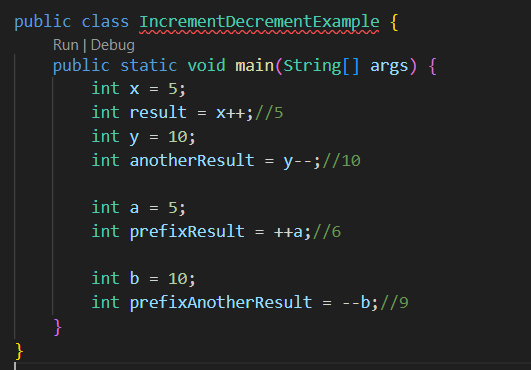 public class IncrementDecrementExample {
Run | Debug
public static void main(String[] args) {
int x = 5;
int result = x++;//5
int y = 10;
int anotherResult = y--;//10
int a = 5;
int prefixResult = ++a;//6
int b = 10;
int prefixAnotherResult = --b;//9
}
}